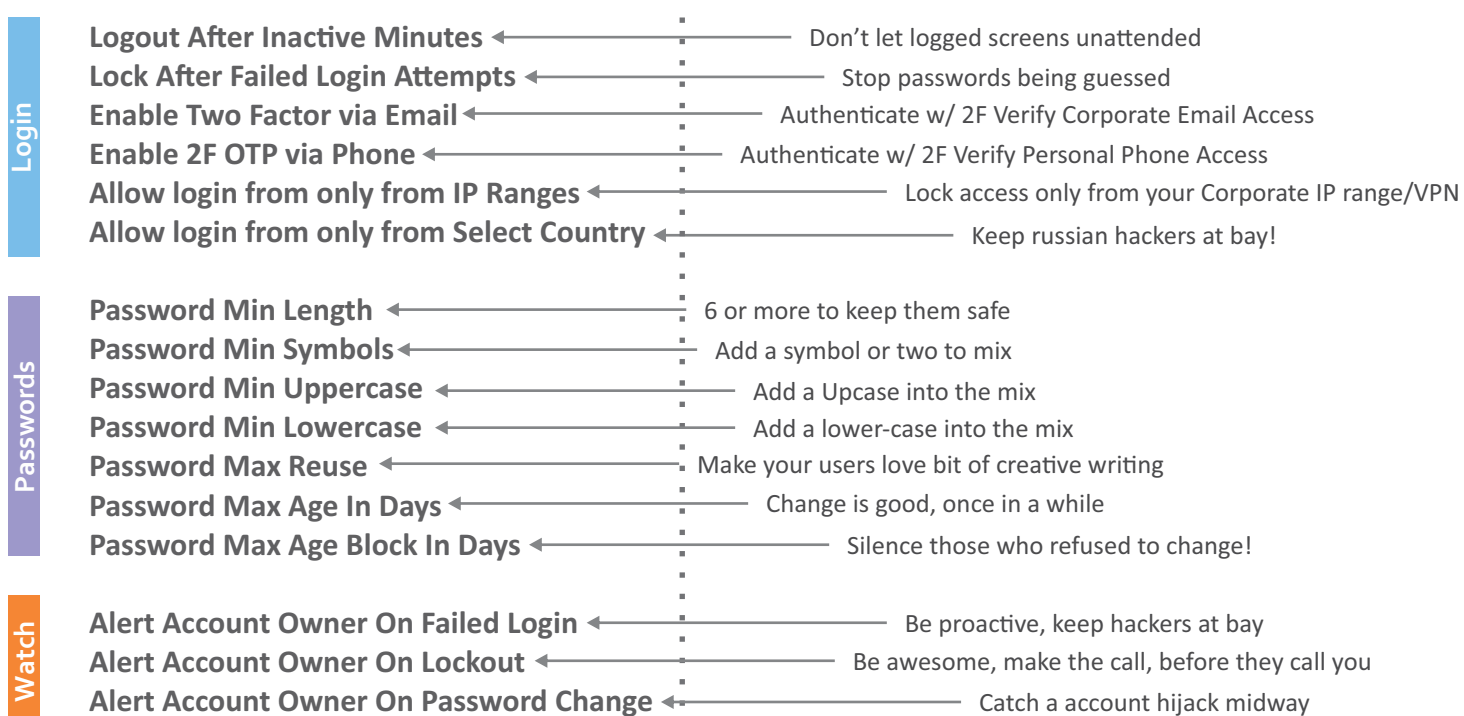 Login
Logout After Inactive Minutes Don’t let logged screens unattended
Lock After Failed Login Attempts Stop passwords being guessed
Enable Two Factor via Email Authenticate w/ 2F Verify Corporate Email Access
Enable 2F OTP via Phone Authenticate w/ 2F Verify Personal Phone Access
Allow login from only from IP Ranges Lock access only from your Corporate IP range/VPN
Allow login from only from Select Country Keep russian hackers at bay!
Passwords
Password Min Length 6 or more to keep them safe
Password Min Symbols Add a symbol or two to mix
Password Min Uppercase Add a Upcase into the mix
Password Min Lowercase Add a lower-case into the mix
Password Max Reuse Make your users love bit of creative writing
Password Max Age In Days Change is good, once in a while
Password Max Age Block In Days Silence those who refused to change!
Watch
Alert Account Owner On Failed Login Be proactive, keep hackers at bay
Alert Account Owner On Lockout Be awesome, make the call, before they call you
Alert Account Owner On Password Change Catch a account hijack midway